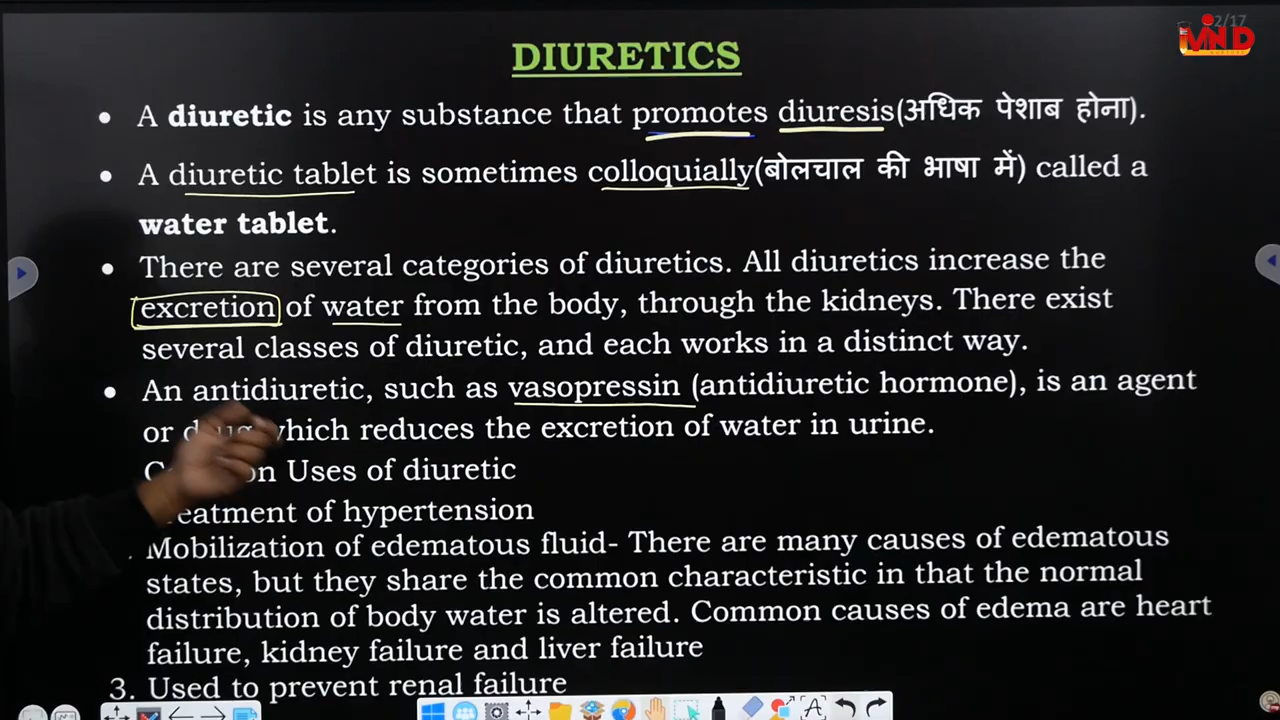 2/17
DIURETICS
• A diuretic is any substance that promotes diuresis(अधिक पेशाब होना).
• A diuretic tablet is sometimes colloquially(बोलचाल की भाषा में) called a
water tablet.
• There are several categories of diuretics. All diuretics increase the
excretion of water from the body, through the kidneys. There exist
several classes of diuretic, and each works in a distinct way.
• An antidiuretic, such as vasopressin (antidiuretic hormone), is an agent
or drug which reduces the excretion of water in urine.
Uses of diuretic
of hypertension
Mobilization of edematous fluid- There are many causes of edematous
states, but they share the common characteristic in that the normal
distribution of body water is altered. Common causes of edema are heart
failure, kidney failure and liver failure
3. Used to prevent renal failure